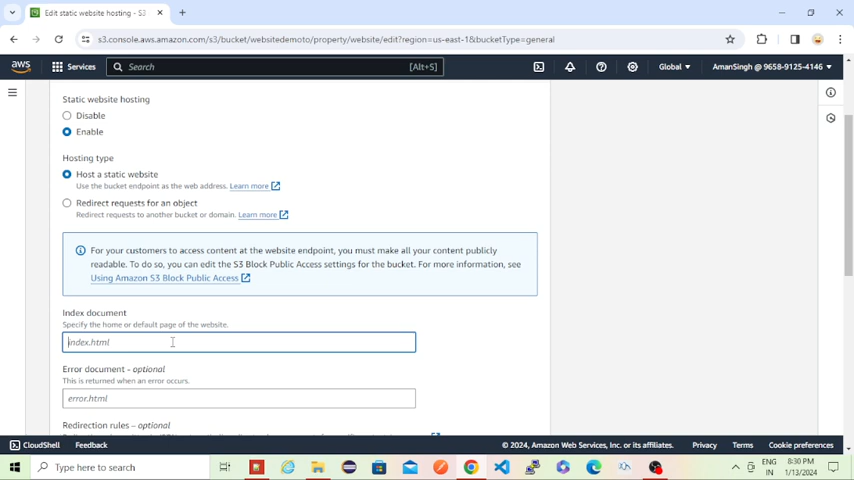 Edit static website hosting - S3
s3.console.aws.amazon.com/s3/bucket/websitedemoto/property/website/edit?region=us-east-1&bucketType=general
aws
Services
Search
[Alt+S]
Global
AmanSingh @ 9658-9125-4146
Static website hosting
Disable
Enable
Hosting type
Host a static website
Use the bucket endpoint as the web address. Learn more
Redirect requests for an object
Redirect requests to another bucket or domain. Learn more
For your customers to access content at the website endpoint, you must make all your content publicly
readable. To do so, you can edit the S3 Block Public Access settings for the bucket. For more information, see
Using Amazon S3 Block Public Access
Index document
Specify the home or default page of the website.
index.html
Error document - optional
This is returned when an error occurs.
error.html
Redirection rules – optional
CloudShell
Feedback
© 2024, Amazon Web Services, Inc. or its affiliates.
Privacy
Terms
Cookie preferences
Type here to search
ENG
IN
8:30 PM
1/13/2024